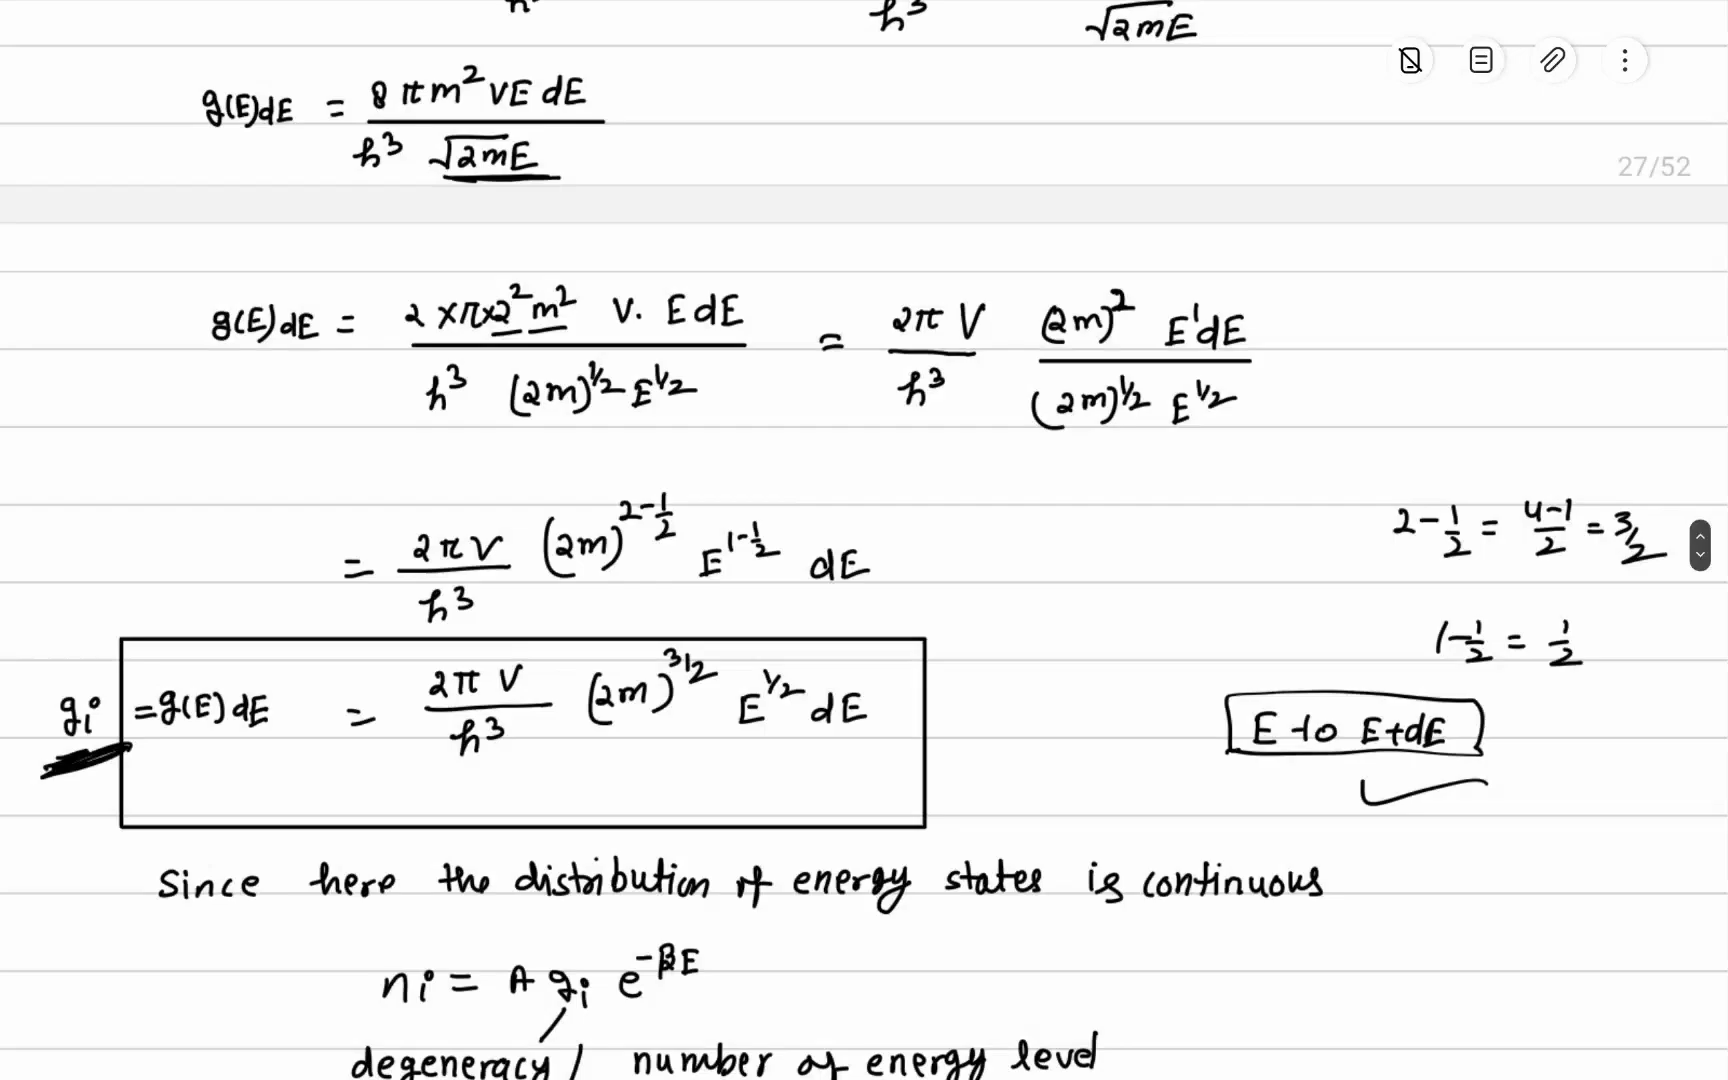 h³ √2mE
g(E)dE = 8πm² VE dE / h³ √2mE
27/52
g(E)dE = 2×π×2²m² V. E dE / h³ (2m)^1/2 E^1/2 = 2πV / h³ (2m)² E¹dE / (2m)^1/2 E^1/2
= 2πV / h³ (2m)^2-1/2 E^1-1/2 dE
2-1/2 = 4-1/2 = 3/2
1-1/2 = 1/2
gi = g(E)dE = 2πV / h³ (2m)^3/2 E^1/2 dE
E to E+dE
Since here the distribution of energy states is continuous
ni = A gi e^-βE
degeneracy / number of energy level